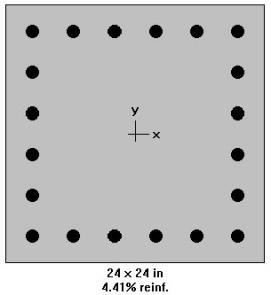 y
x
24 x 24 in
4.41% reinf.